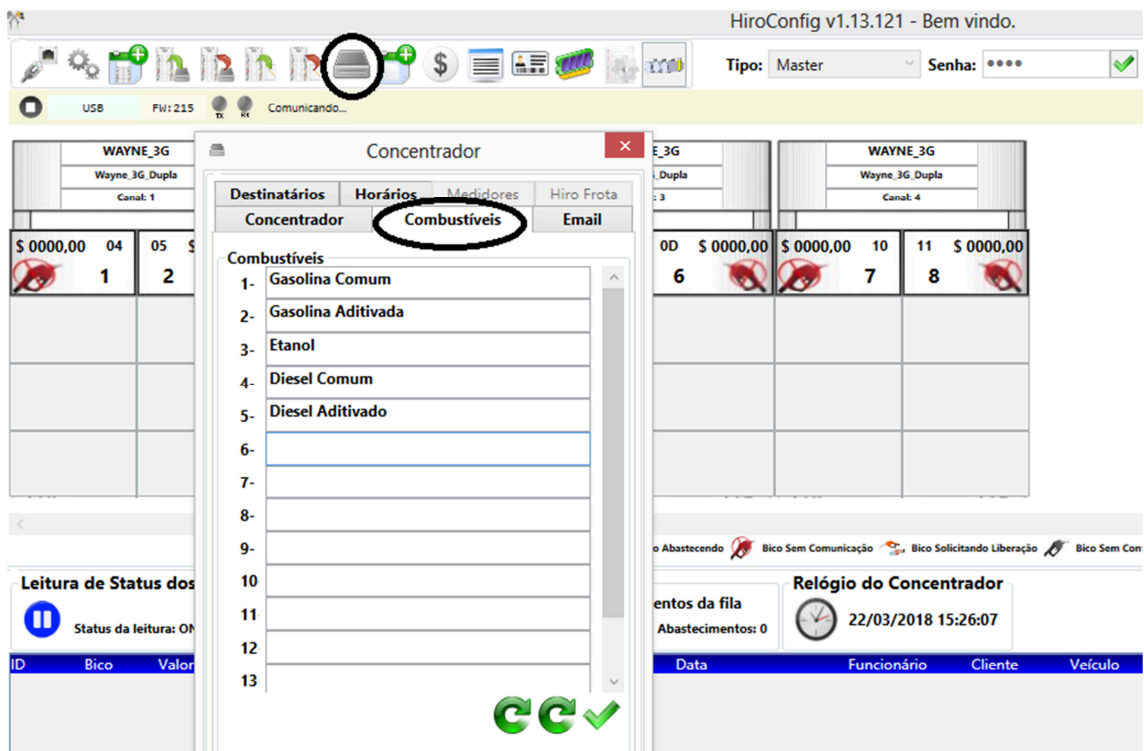 HiroConfig v1.13.121 - Bem vindo.
$
Tipo: Master Senha: ••••
USB FW:215 TX RX Comunicando...
WAYNE_3G
Wayne_3G_Dupla
Canal: 1
E_3G
_Dupla
: 3
WAYNE_3G
Wayne_3G_Dupla
Canal: 4
$ 0000,00 04 05 $
1 2
0D $ 0000,00 $ 0000,00 10 11 $ 0000,00
6 7 8
Concentrador
Destinatários Horários Medidores Hiro Frota
Concentrador Combustíveis Email
Combustíveis
1- Gasolina Comum
2- Gasolina Aditivada
3- Etanol
4- Diesel Comum
5- Diesel Aditivado
6-
7-
8-
9-
10
11
12
13
o Abastecendo Bico Sem Comunicação Bico Solicitando Liberação Bico Sem Con
Leitura de Status dos
Status da leitura: ON
entos da fila
Abastecimentos: 0
Relógio do Concentrador
22/03/2018 15:26:07
ID Bico Valor Data Funcionário Cliente Veículo